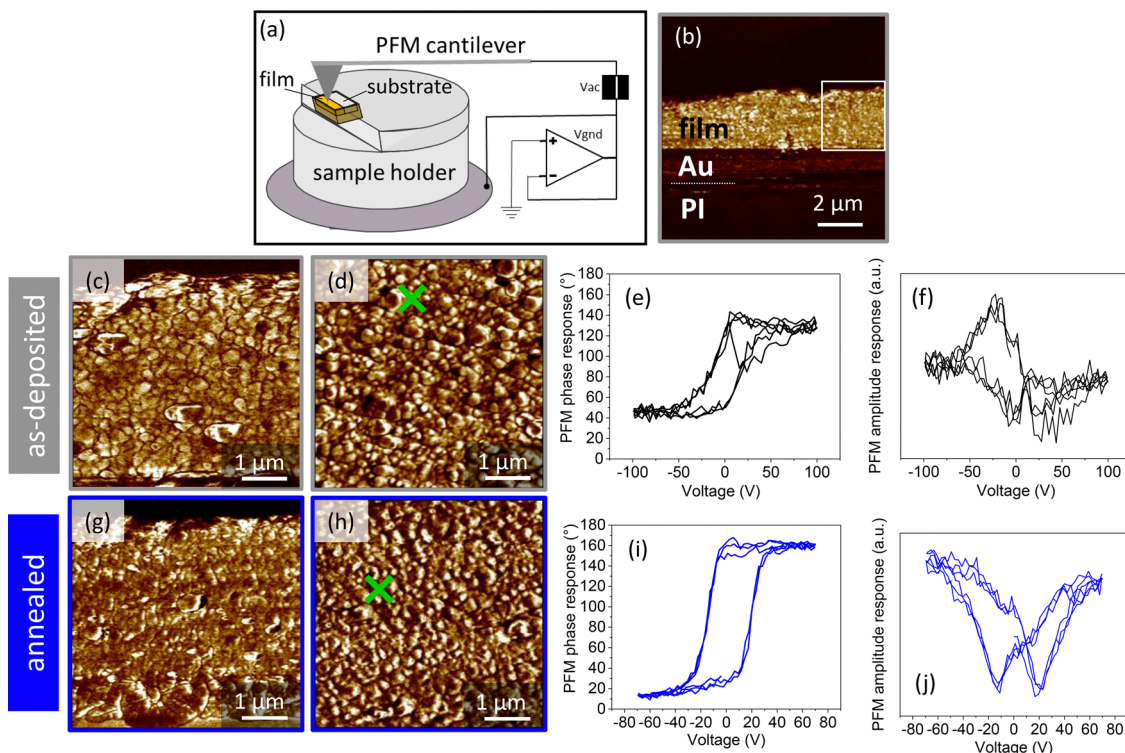 (a)
PFM cantilever
film
substrate
Vac
Vgnd
+
-
sample holder
(b)
film
Au
PI
2 µm
as-deposited
(c)
1 µm
(d)
1 µm
(e)
PFM phase response (°)
180
160
140
120
100
80
60
40
20
0
-100
-50
0
50
100
Voltage (V)
(f)
PFM amplitude response (a.u.)
-100
-50
0
50
100
Voltage (V)
annealed
(g)
1 µm
(h)
1 µm
(i)
PFM phase response (°)
180
160
140
120
100
80
60
40
20
0
-80 -60 -40 -20 0 20 40 60 80
Voltage (V)
(j)
PFM amplitude response (a.u.)
-80 -60 -40 -20 0 20 40 60 80
Voltage (V)